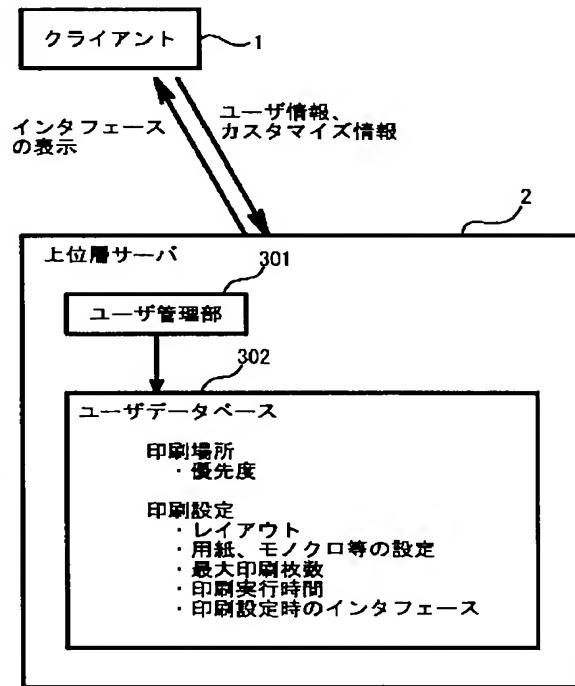 クライアント
1
インタフェース
の表示
ユーザ情報、
カスタマイズ情報
2
上位層サーバ
301
ユーザ管理部
302
ユーザデータベース
印刷場所
・優先度
印刷設定
・レイアウト
・用紙、モノクロ等の設定
・最大印刷枚数
・印刷実行時間
・印刷設定時のインタフェース